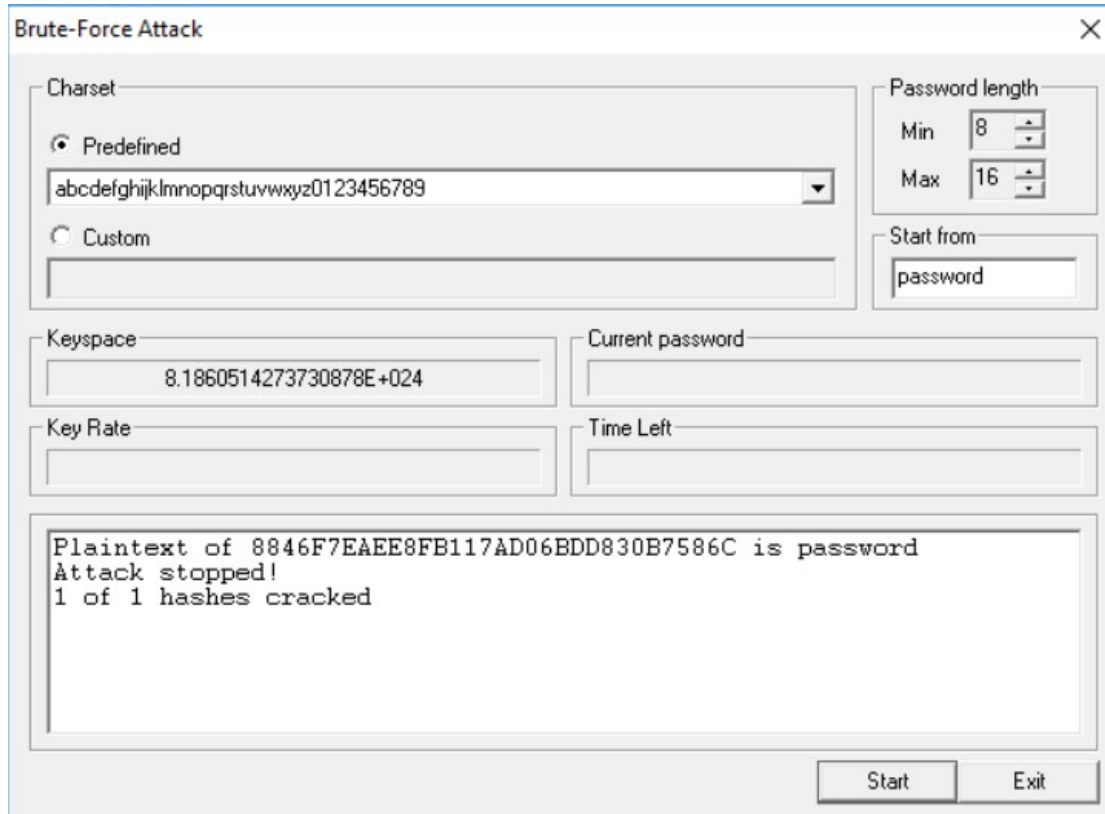 Brute-Force Attack
Charset
Predefined
abcdefghijklmnopqrstuvwxyz0123456789
Custom
Password length
Min 8
Max 16
Start from
password
Keyspace
8.1860514273730878E+024
Current password
Key Rate
Time Left
Plaintext of 8846F7EAEE8FB117AD06BDD830B7586C is password
Attack stopped!
1 of 1 hashes cracked
Start
Exit